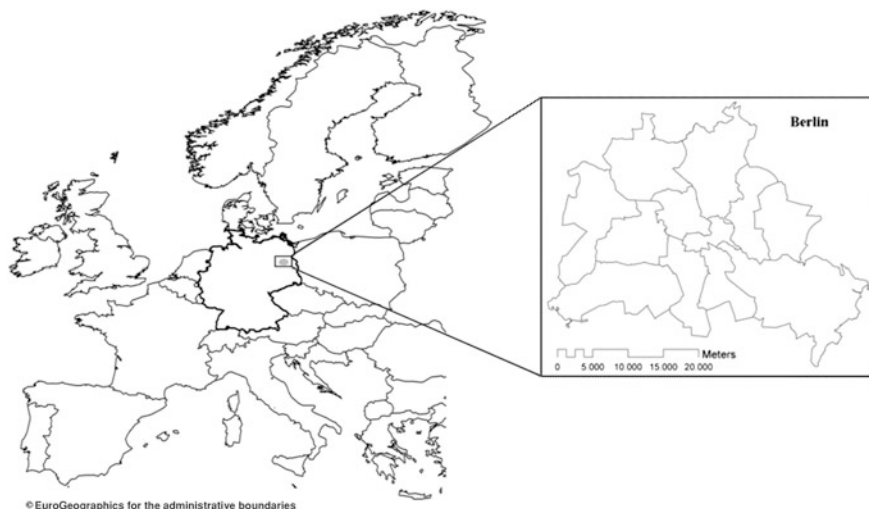 Berlin
Meters
0 5 000 10 000 15 000 20 000
© EuroGeographics for the administrative boundaries